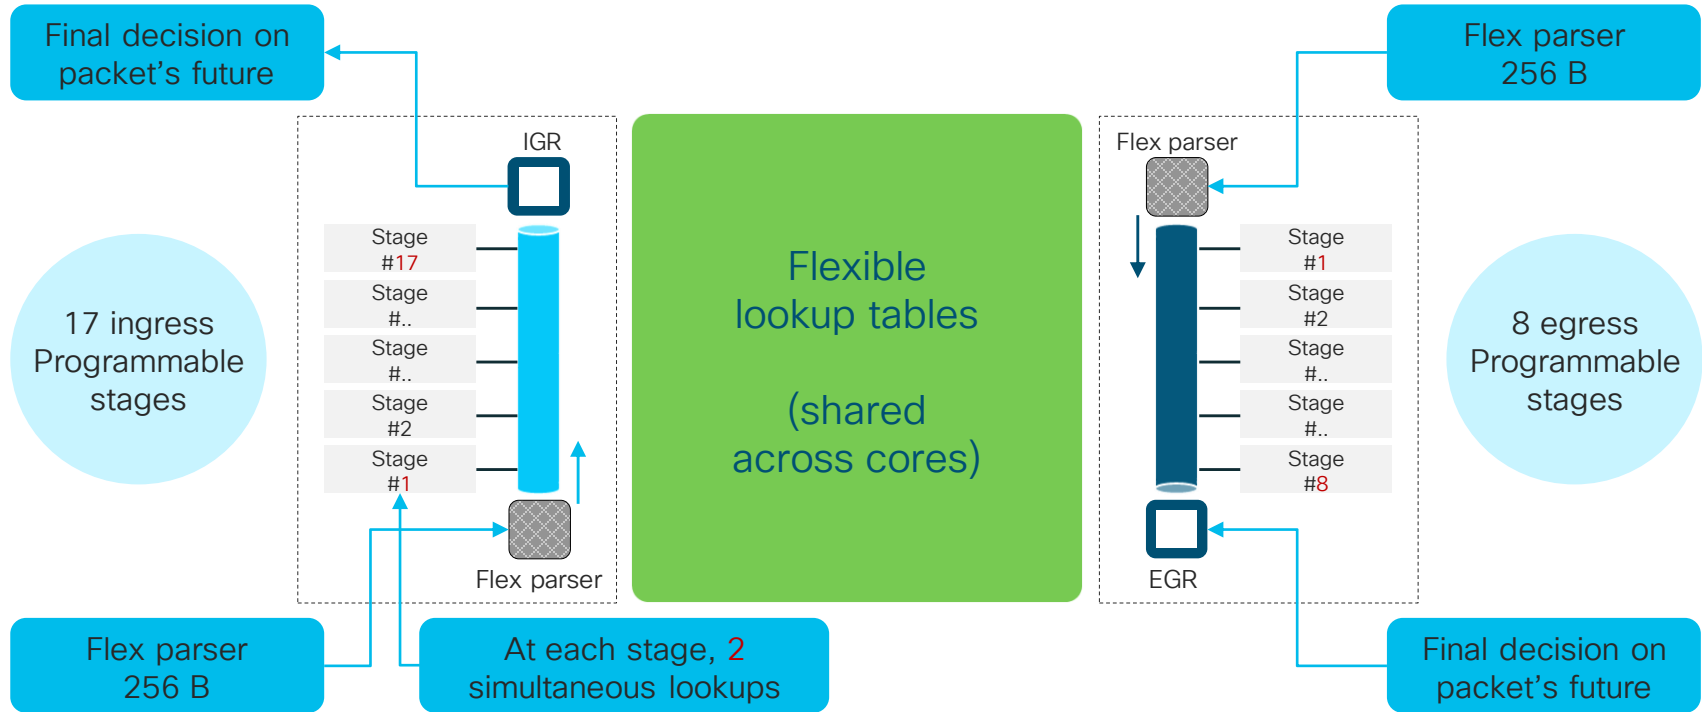 Final decision on
packet's future
Flex parser
256 B
IGR
Flex parser
Stage
#17
Stage
#..
Stage
#..
Stage
#2
Stage
#1
Flex parser
17 ingress
Programmable
stages
Flexible
lookup tables
(shared
across cores)
Stage
#1
Stage
#2
Stage
#..
Stage
#..
Stage
#8
EGR
8 egress
Programmable
stages
Flex parser
256 B
At each stage, 2
simultaneous lookups
Final decision on
packet's future